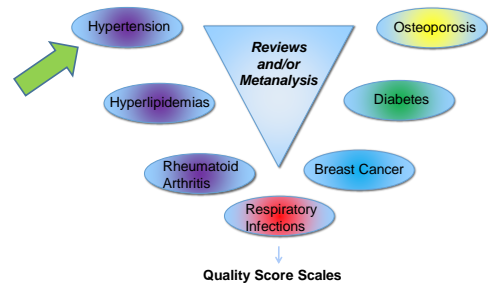 Hypertension
Reviews
and/or
Metanalysis
Osteoporosis
Hyperlipidemias
Diabetes
Rheumatoid
Arthritis
Breast Cancer
Respiratory
Infections
Quality Score Scales